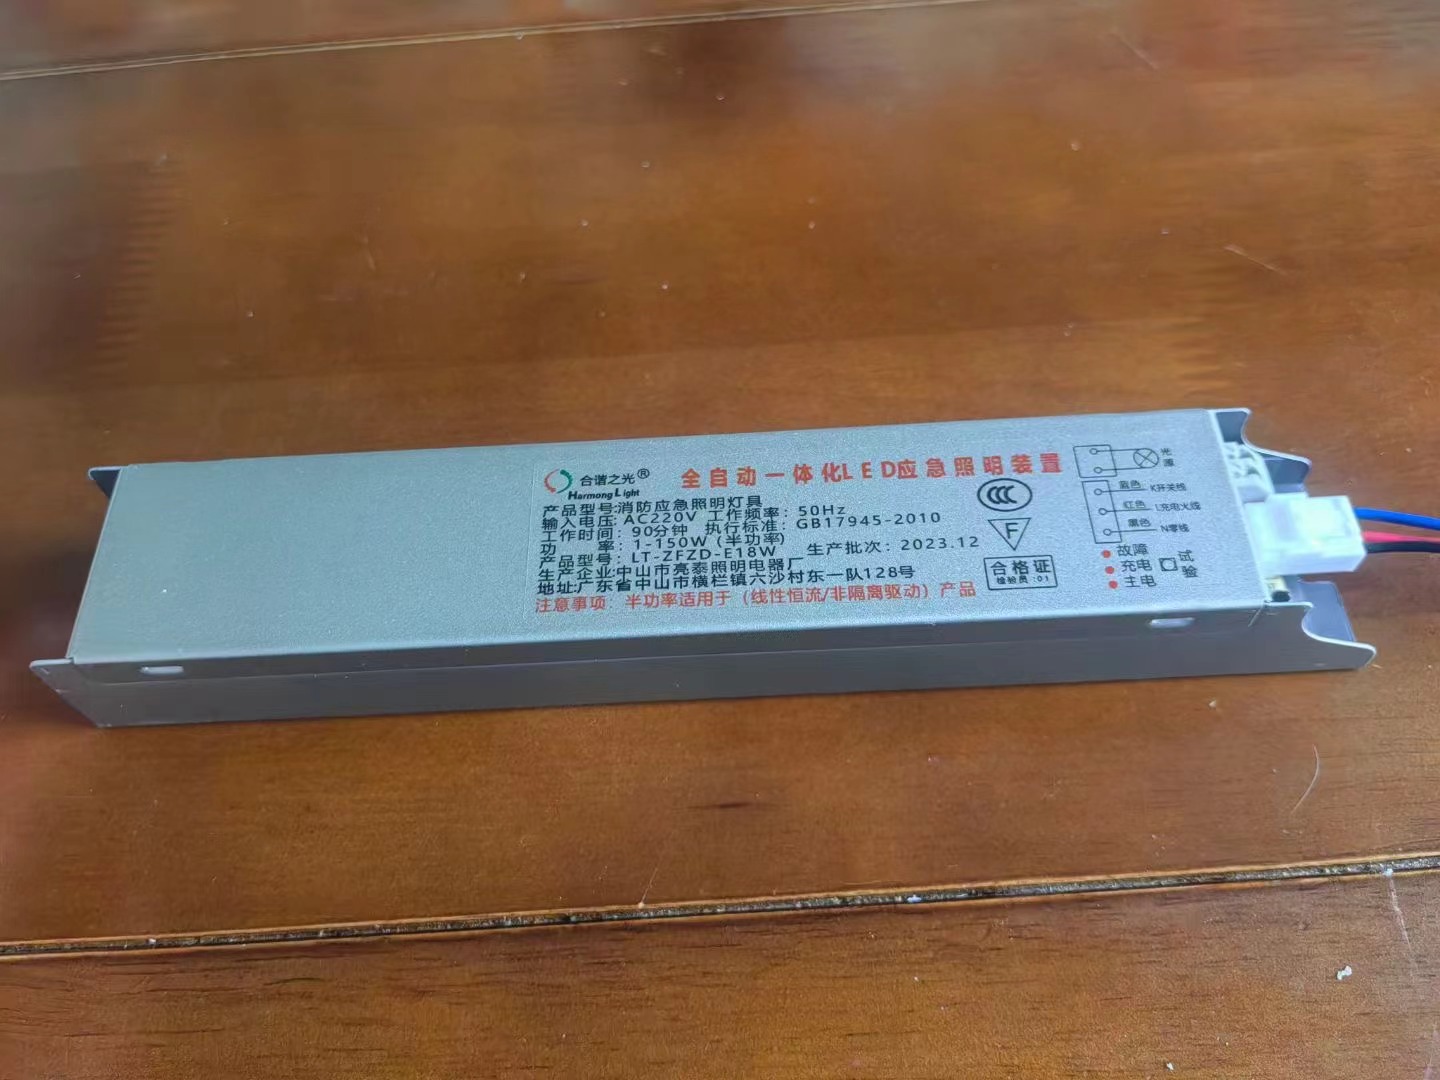 合谐之光®
Harmong Light
全自动一体化LED应急照明装置
产品型号:消防应急照明灯具
输入电压: AC220V 工作频率: 50Hz
工作时间: 90分钟 执行标准: GB17945-2010
功 率: 1-150W (半功率)
产品型号: LT-ZFZD-E18W 生产批次: 2023.12
生产企业:中山市亮泰照明电器厂
地址:广东省中山市横栏镇六沙村东一队128号
注意事项: 半功率适用于(线性恒流/非隔离驱动)产品
CCC
F
合格证
检验员:01
光源
蓝色 K开关线
红色 L充电火线
黑色 N零线
故障
充电
主电
试验